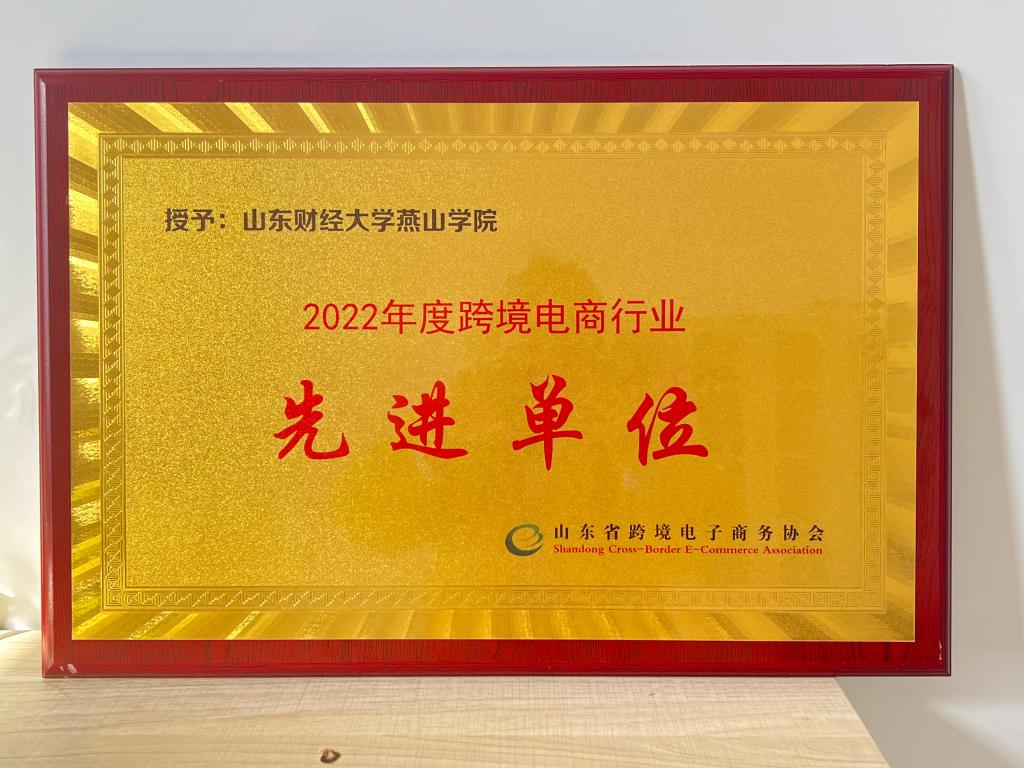 授予：山东财经大学燕山学院
2022年度跨境电商行业
先进单位
山东省跨境电子商务协会
Shandong Cross-Border E-Commerce Association